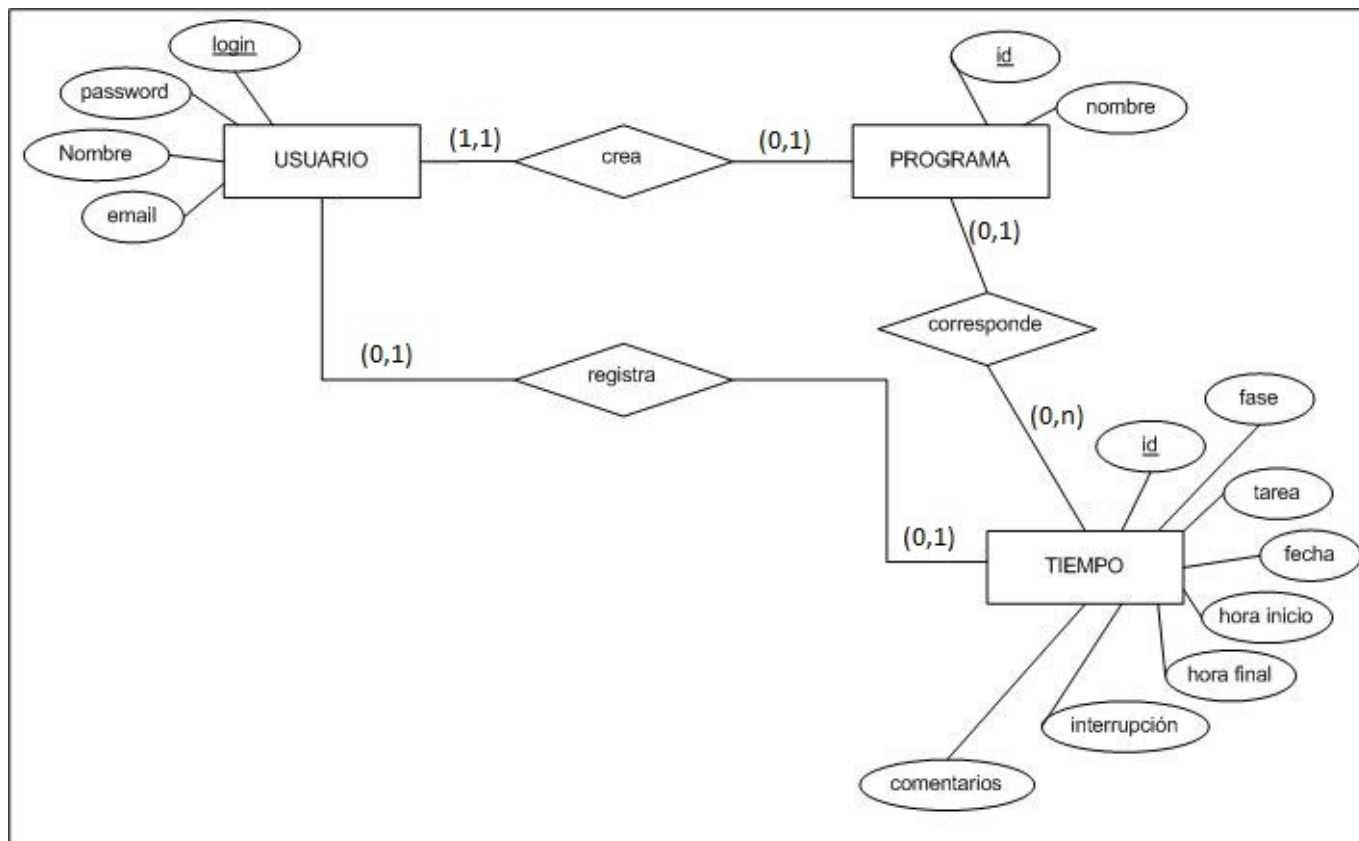 login
id
password
nombre
USUARIO
(1,1)
crea
(0,1)
PROGRAMA
Nombre
email
(0,1)
corresponde
(0,1)
registra
(0,n)
fase
id
tarea
(0,1)
TIEMPO
fecha
hora inicio
hora final
interrupción
comentarios